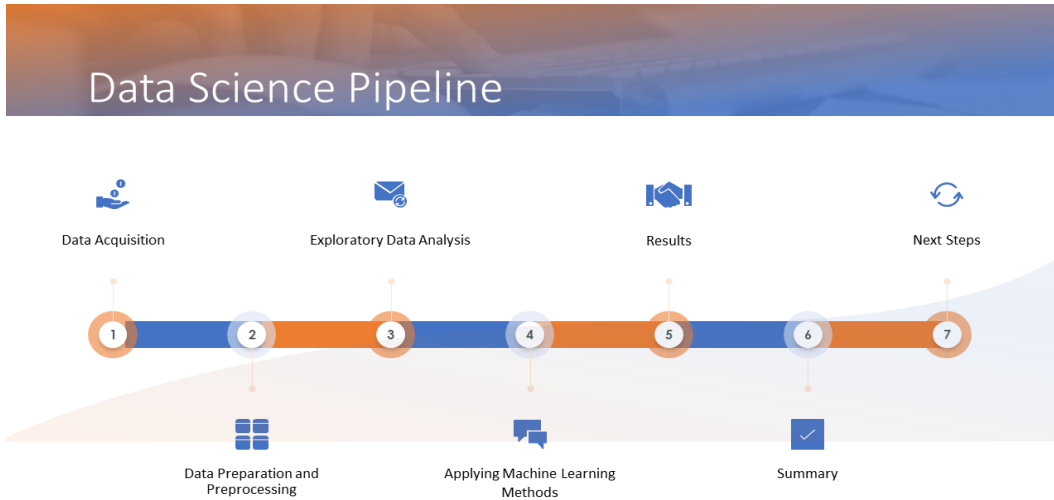 Data Science Pipeline
Data Acquisition
Exploratory Data Analysis
Results
Next Steps
1
2
3
4
5
6
7
Data Preparation and
Preprocessing
Applying Machine Learning
Methods
Summary